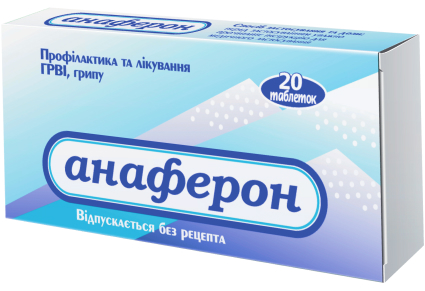 Профілактика та лікування
ГРВІ, грипу
20
таблеток
анаферон
Відпускається без рецепта